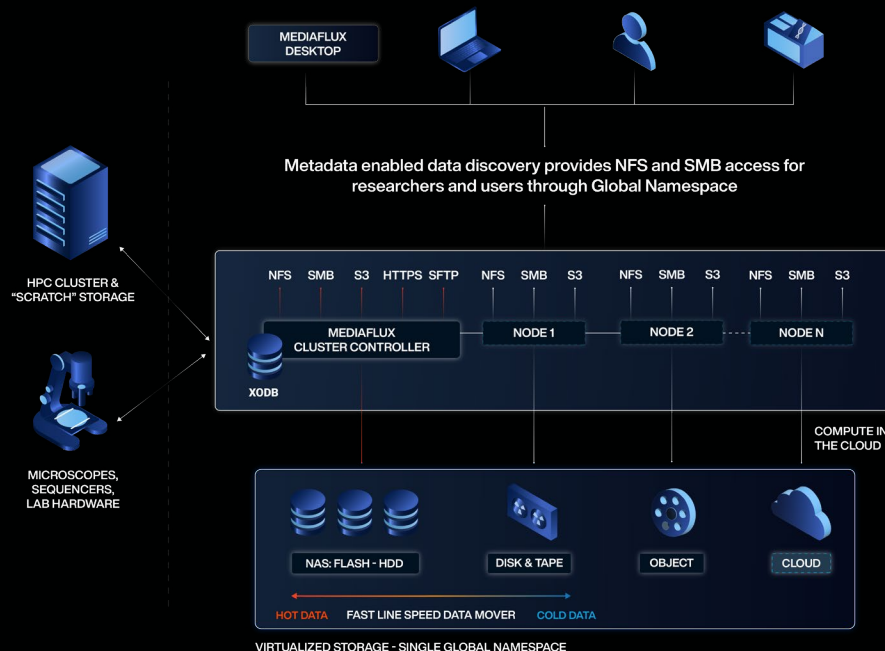 MEDIAFLUX
DESKTOP
Metadata enabled data discovery provides NFS and SMB access for
researchers and users through Global Namespace
HPC CLUSTER &
“SCRATCH” STORAGE
MICROSCOPES,
SEQUENCERS,
LAB HARDWARE
NFS SMB S3 HTTPS SFTP NFS SMB S3 NFS SMB S3 NFS SMB S3
MEDIAFLUX
CLUSTER CONTROLLER
NODE 1
NODE 2
NODE N
XODB
COMPUTE IN
THE CLOUD
NAS: FLASH - HDD
DISK & TAPE
OBJECT
CLOUD
HOT DATA FAST LINE SPEED DATA MOVER COLD DATA
VIRTUALIZED STORAGE - SINGLE GLOBAL NAMESPACE